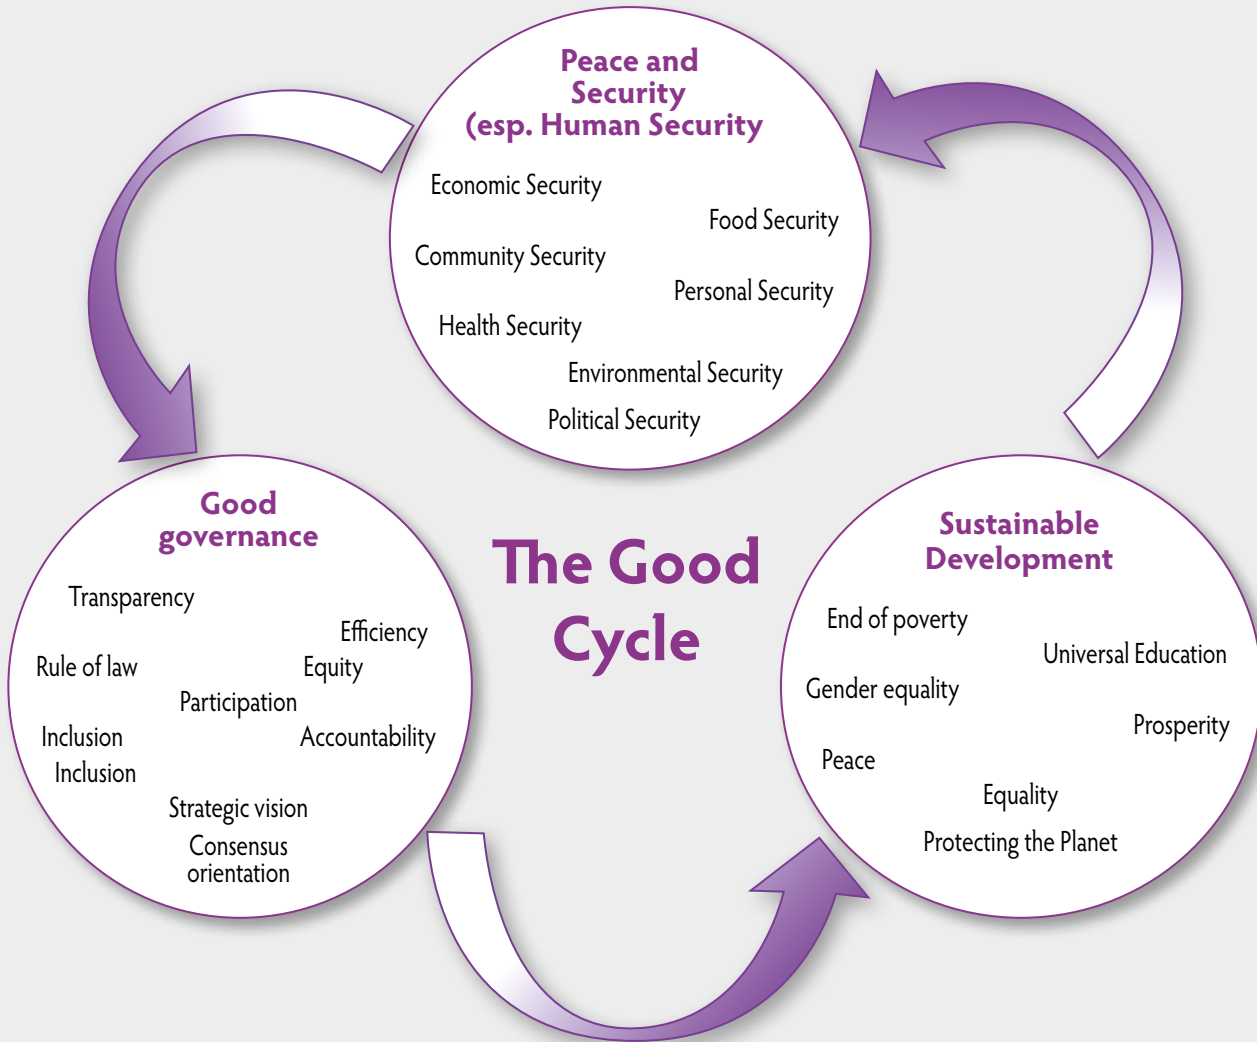 Peace and
Security
(esp. Human Security
Economic Security
Food Security
Community Security
Personal Security
Health Security
Environmental Security
Political Security
Good
governance
Transparency
Efficiency
Rule of law
Equity
Participation
Inclusion
Accountability
Inclusion
Strategic vision
Consensus
orientation
The Good
Cycle
Sustainable
Development
End of poverty
Universal Education
Gender equality
Prosperity
Peace
Equality
Protecting the Planet